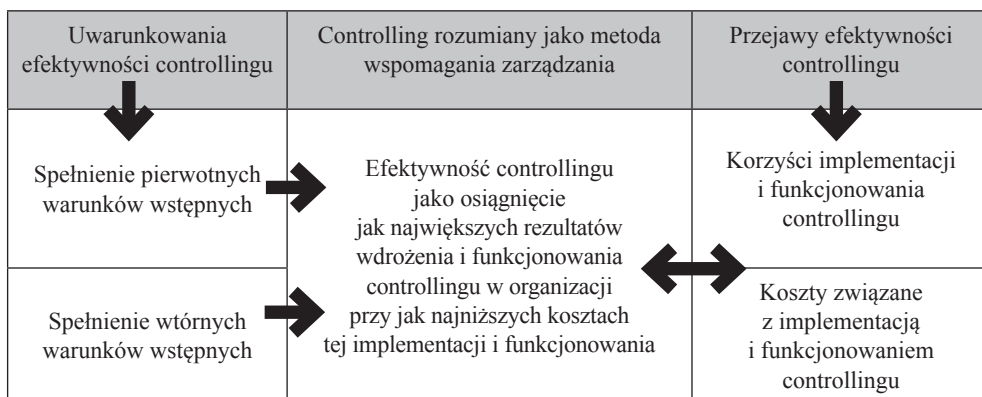 Uwarunkowania
efektywności controllingu
Controlling rozumiany jako metoda
wspomagania zarządzania
Przejawy efektywności
controllingu
Spełnienie pierwotnych
warunków wstępnych
Spełnienie wtórnych
warunków wstępnych
Efektywność controllingu
jako osiągnięcie
jak największych rezultatów
wdrożenia i funkcjonowania
controllingu w organizacji
przy jak najniższych kosztach
tej implementacji i funkcjonowania
Korzyści implementacji
i funkcjonowania
controllingu
Koszty związane
z implementacją
i funkcjonowaniem
controllingu